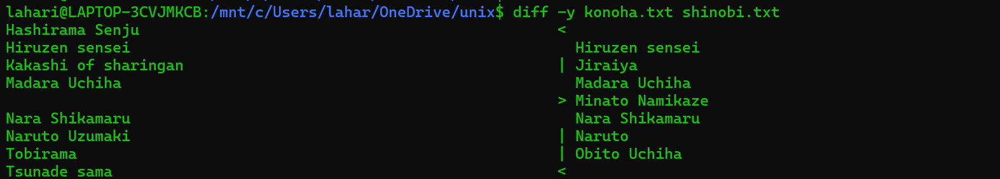 lahari@LAPTOP-3CVJMKCB:/mnt/c/Users/lahar/OneDrive/unix$ diff -y konoha.txt shinobi.txt
Hashirama Senju <
Hiruzen sensei Hiruzen sensei
Kakashi of sharingan | Jiraiya
Madara Uchiha Madara Uchiha
> Minato Namikaze
Nara Shikamaru Nara Shikamaru
Naruto Uzumaki | Naruto
Tobirama | Obito Uchiha
Tsunade sama <